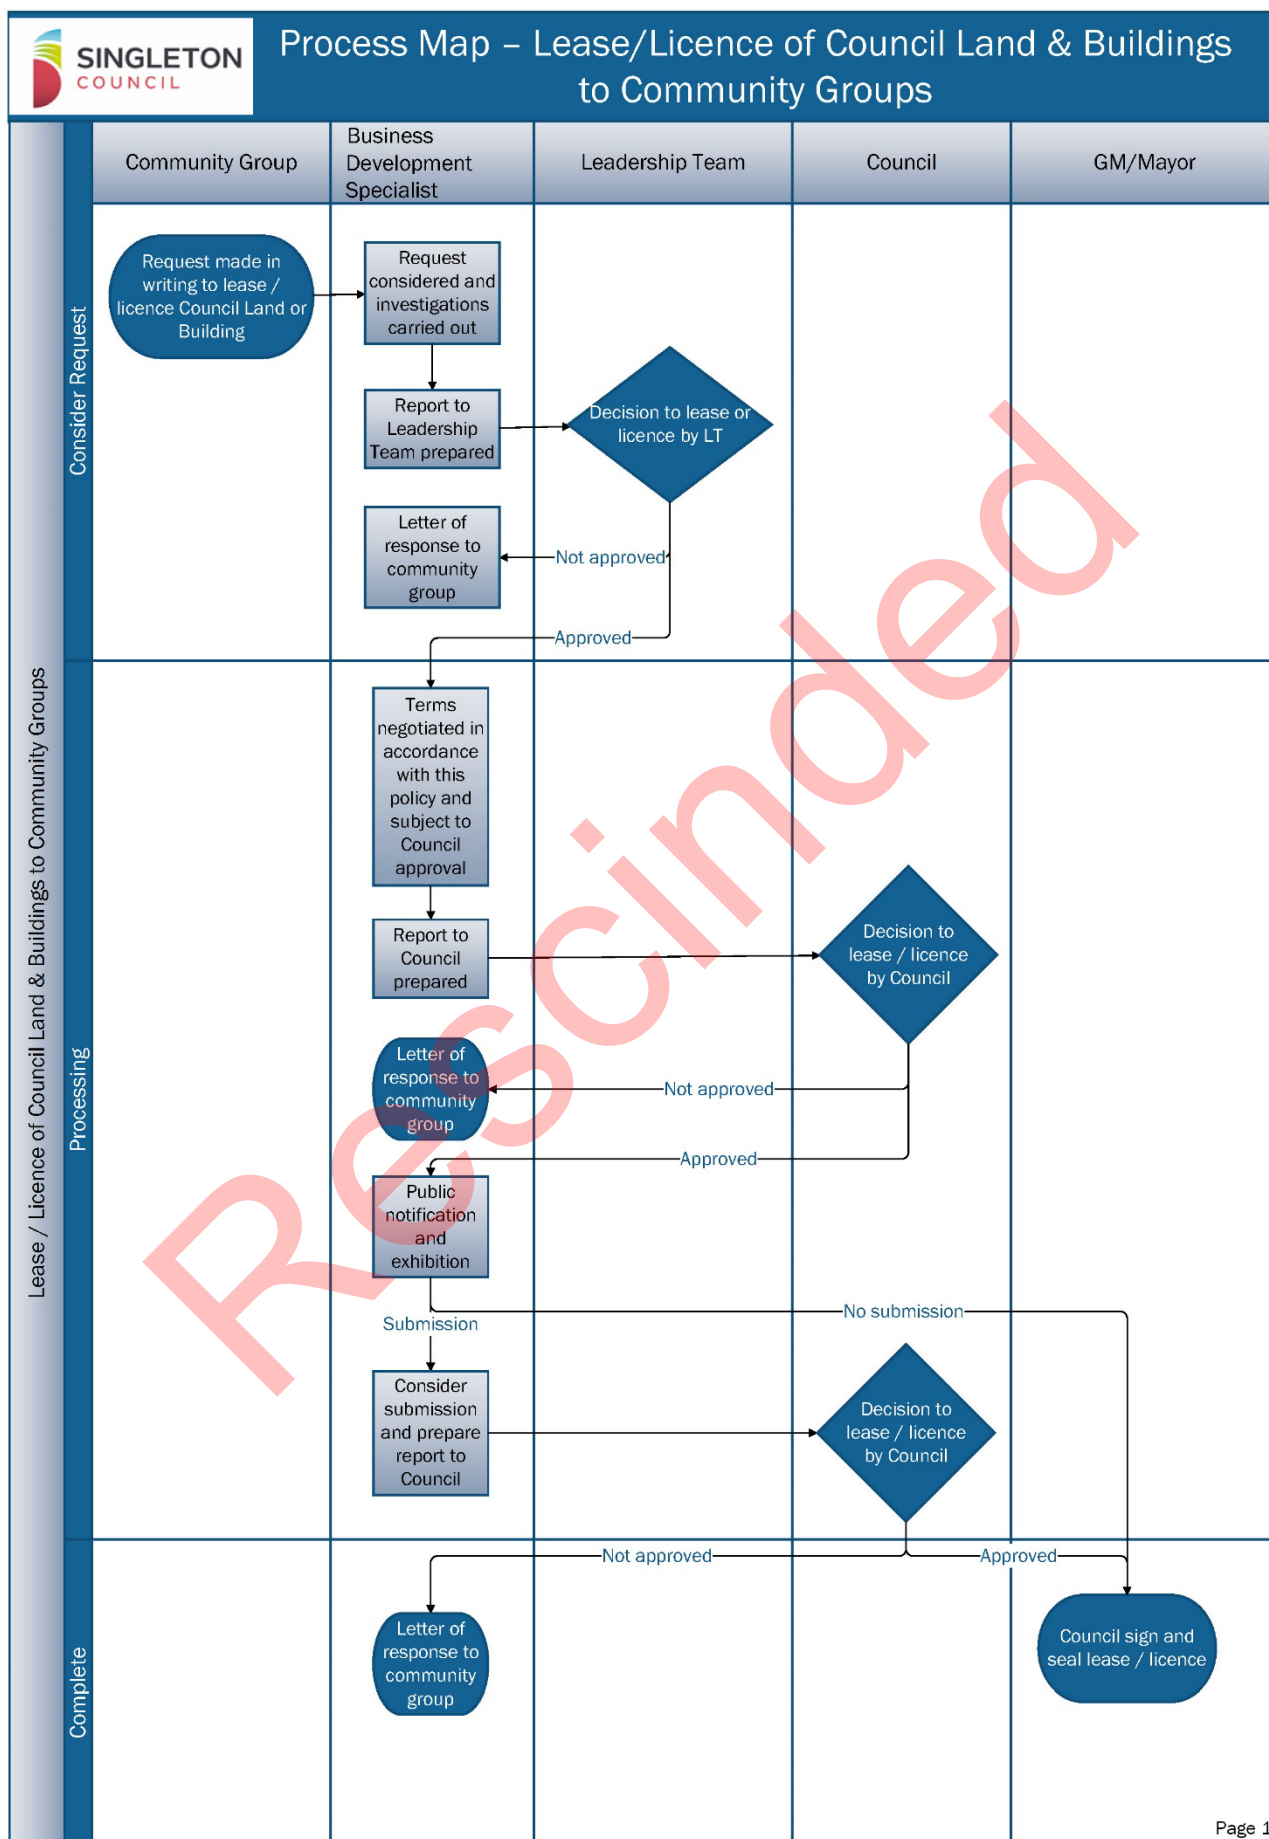 SINGLETON
COUNCIL
Process Map – Lease/Licence of Council Land & Buildings
to Community Groups
Lease / Licence of Council Land & Buildings to Community Groups
Community Group
Business
Development
Specialist
Leadership Team
Council
GM/Mayor
Consider Request
Request made in
writing to lease /
licence Council Land or
Building
Request
considered and
investigations
carried out
Report to
Leadership
Team prepared
Decision to lease or
licence by LT
Letter of
response to
community
group
Not approved
Approved
Processing
Terms
negotiated in
accordance
with this
policy and
subject to
Council
approval
Report to
Council
prepared
Decision to
lease / licence
by Council
Letter of
response to
community
group
Not approved
Approved
Public
notification
and
exhibition
Submission
No submission
Consider
submission
and prepare
report to
Council
Decision to
lease / licence
by Council
Complete
Not approved
Approved
Letter of
response to
community
group
Council sign and
seal lease / licence
Rescinded
Page 1